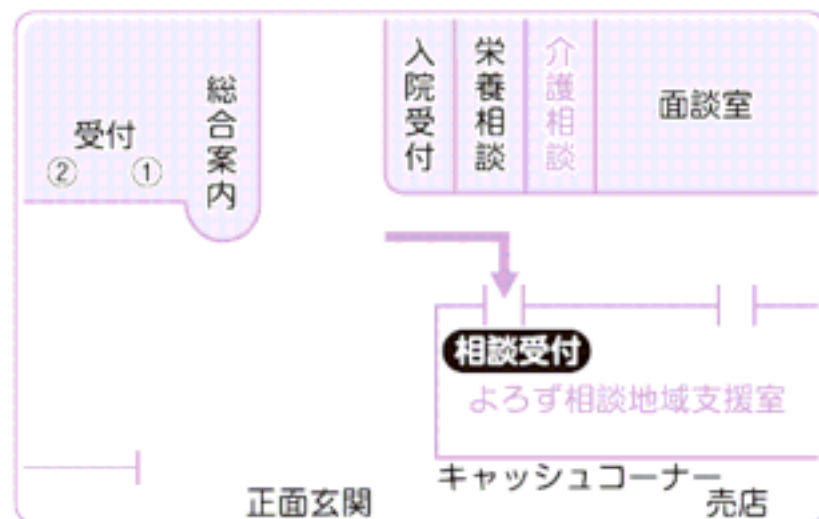 受付
② ①
総合案内
入院受付
栄養相談
介護相談
面談室
相談受付
よろず相談地域支援室
キャッシュコーナー
正面玄関
売店